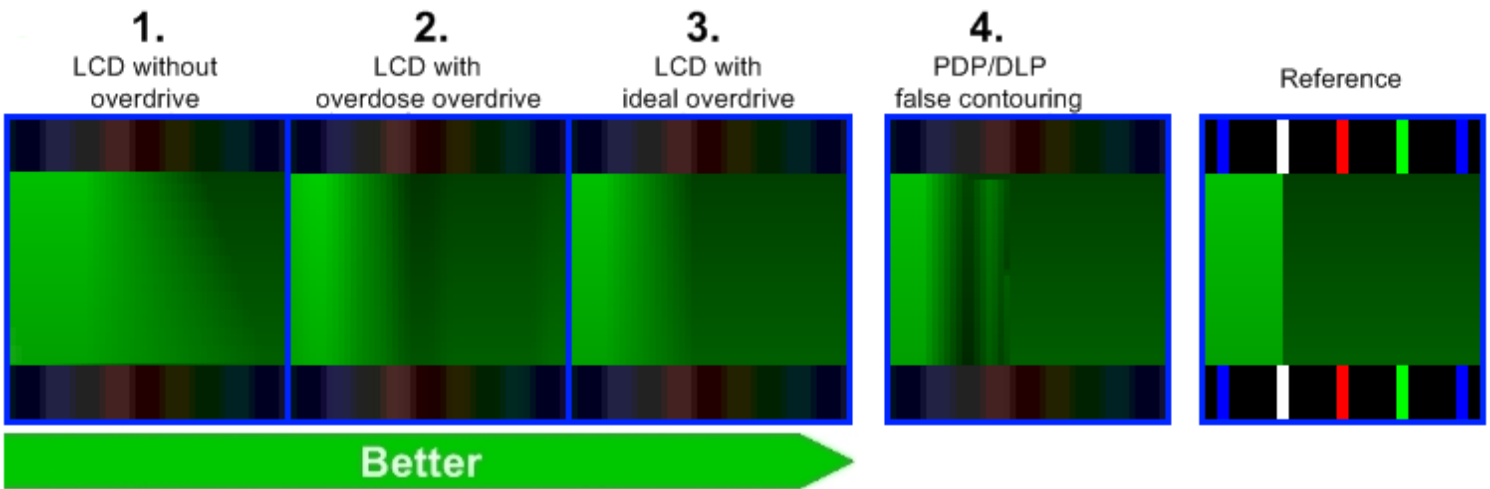 1.
LCD without
overdrive
2.
LCD with
overdose overdrive
3.
LCD with
ideal overdrive
4.
PDP/DLP
false contouring
Reference
Better